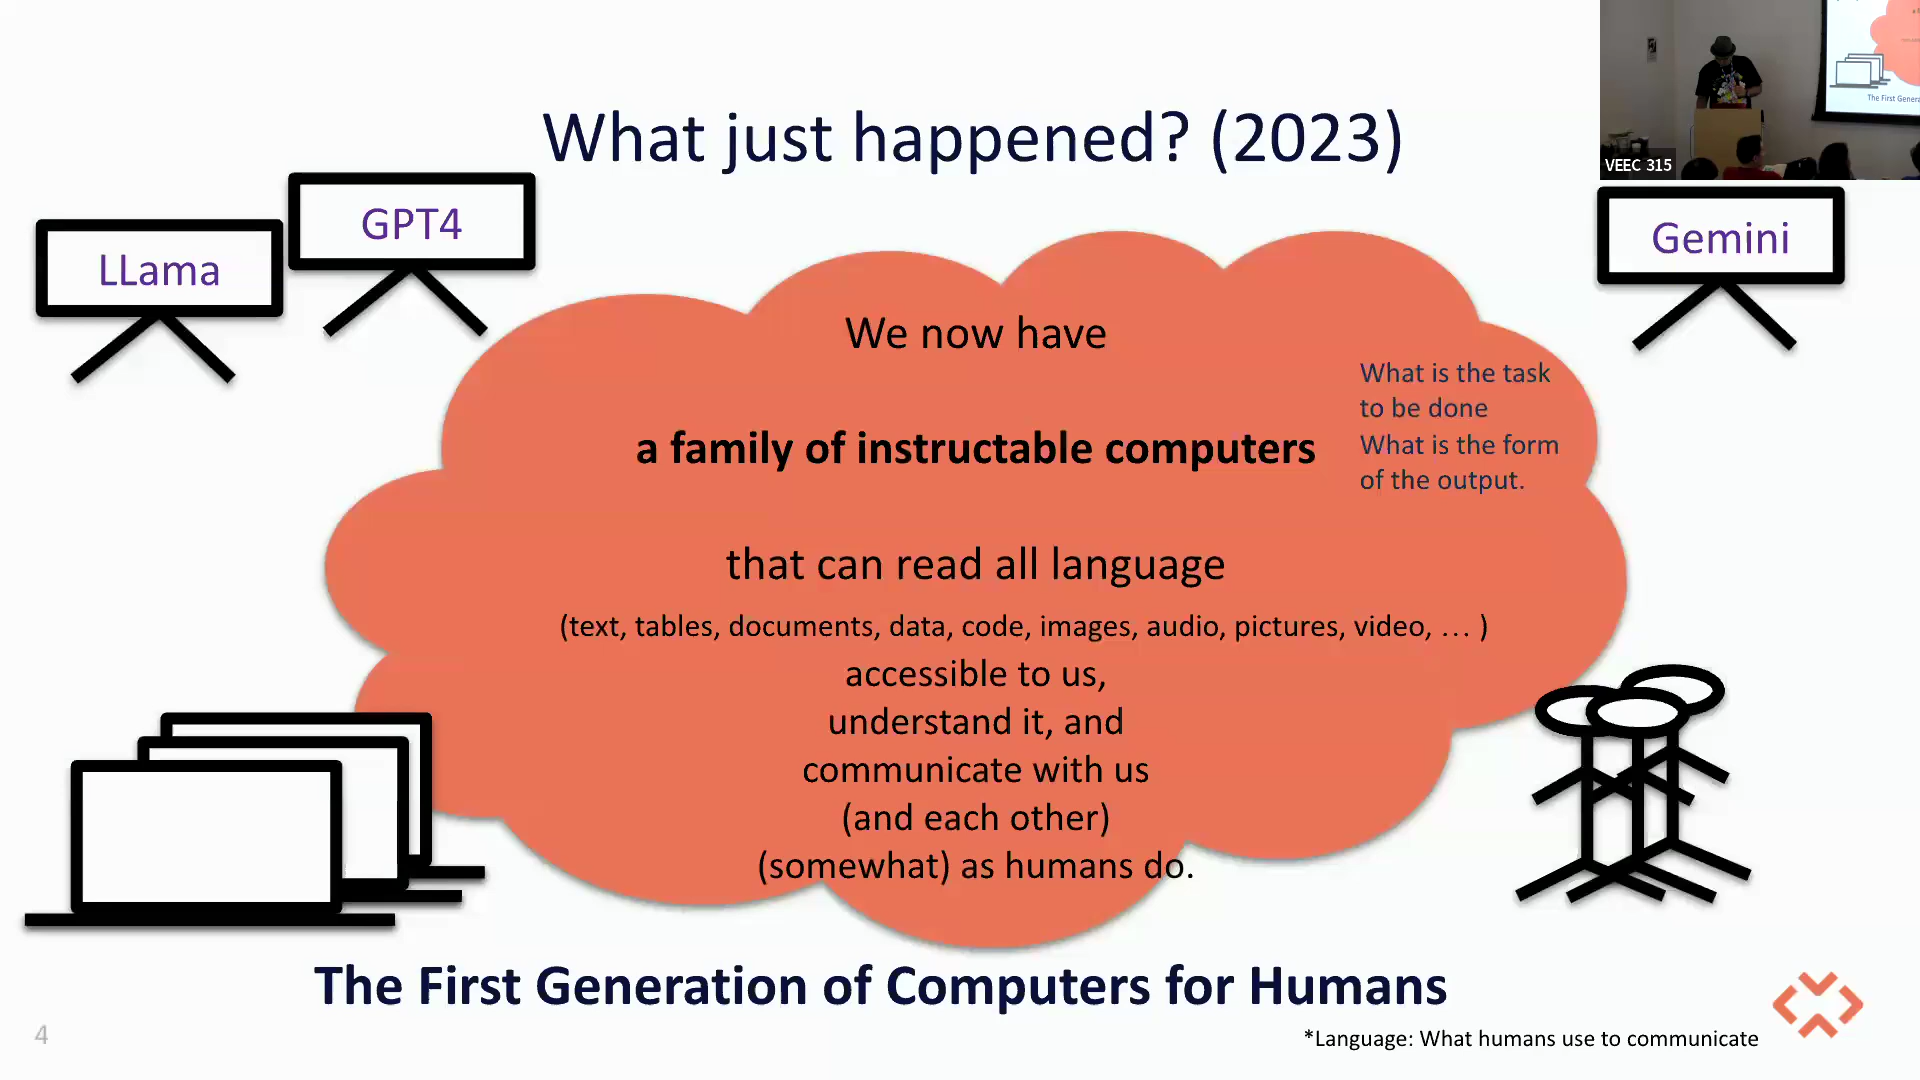 What just happened? (2023)
VEEC 315
The First Genera
LLama
GPT4
Gemini
We now have
a family of instructable computers
What is the task
to be done
What is the form
of the output.
that can read all language
(text, tables, documents, data, code, images, audio, pictures, video, … )
accessible to us,
understand it, and
communicate with us
(and each other)
(somewhat) as humans do.
The First Generation of Computers for Humans
*Language: What humans use to communicate
4